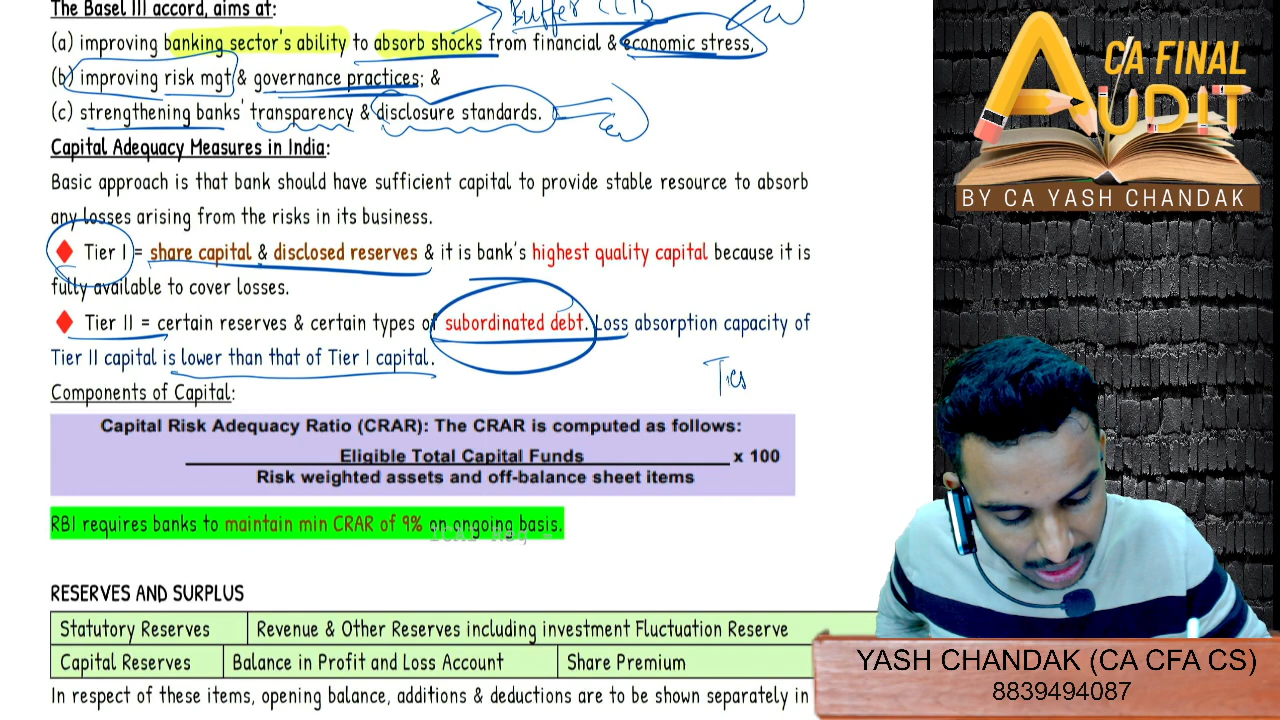 The Basel III accord, aims at:
Buffer
(a) improving banking sector's ability to absorb shocks from financial & economic stress,
(b) improving risk mgt & governance practices; &
(c) strengthening banks' transparency & disclosure standards.
Capital Adequacy Measures in India:
Basic approach is that bank should have sufficient capital to provide stable resource to absorb
any losses arising from the risks in its business.
Tier I = share capital & disclosed reserves & it is bank's highest quality capital because it is
fully available to cover losses.
Tier II = certain reserves & certain types of subordinated debt. Loss absorption capacity of
Tier II capital is lower than that of Tier I capital.
Components of Capital:
Capital Risk Adequacy Ratio (CRAR): The CRAR is computed as follows:
Eligible Total Capital Funds
x 100
Risk weighted assets and off-balance sheet items
RBI requires banks to maintain min CRAR of 9% on ongoing basis.
RESERVES AND SURPLUS
Statutory Reserves
Revenue & Other Reserves including investment Fluctuation Reserve
Capital Reserves
Balance in Profit and Loss Account
Share Premium
In respect of these items, opening balance, additions & deductions are to be shown separately in
CA FINAL
AUDIT
BY CA YASH CHANDAK
YASH CHANDAK (CA CFA CS)
8839494087